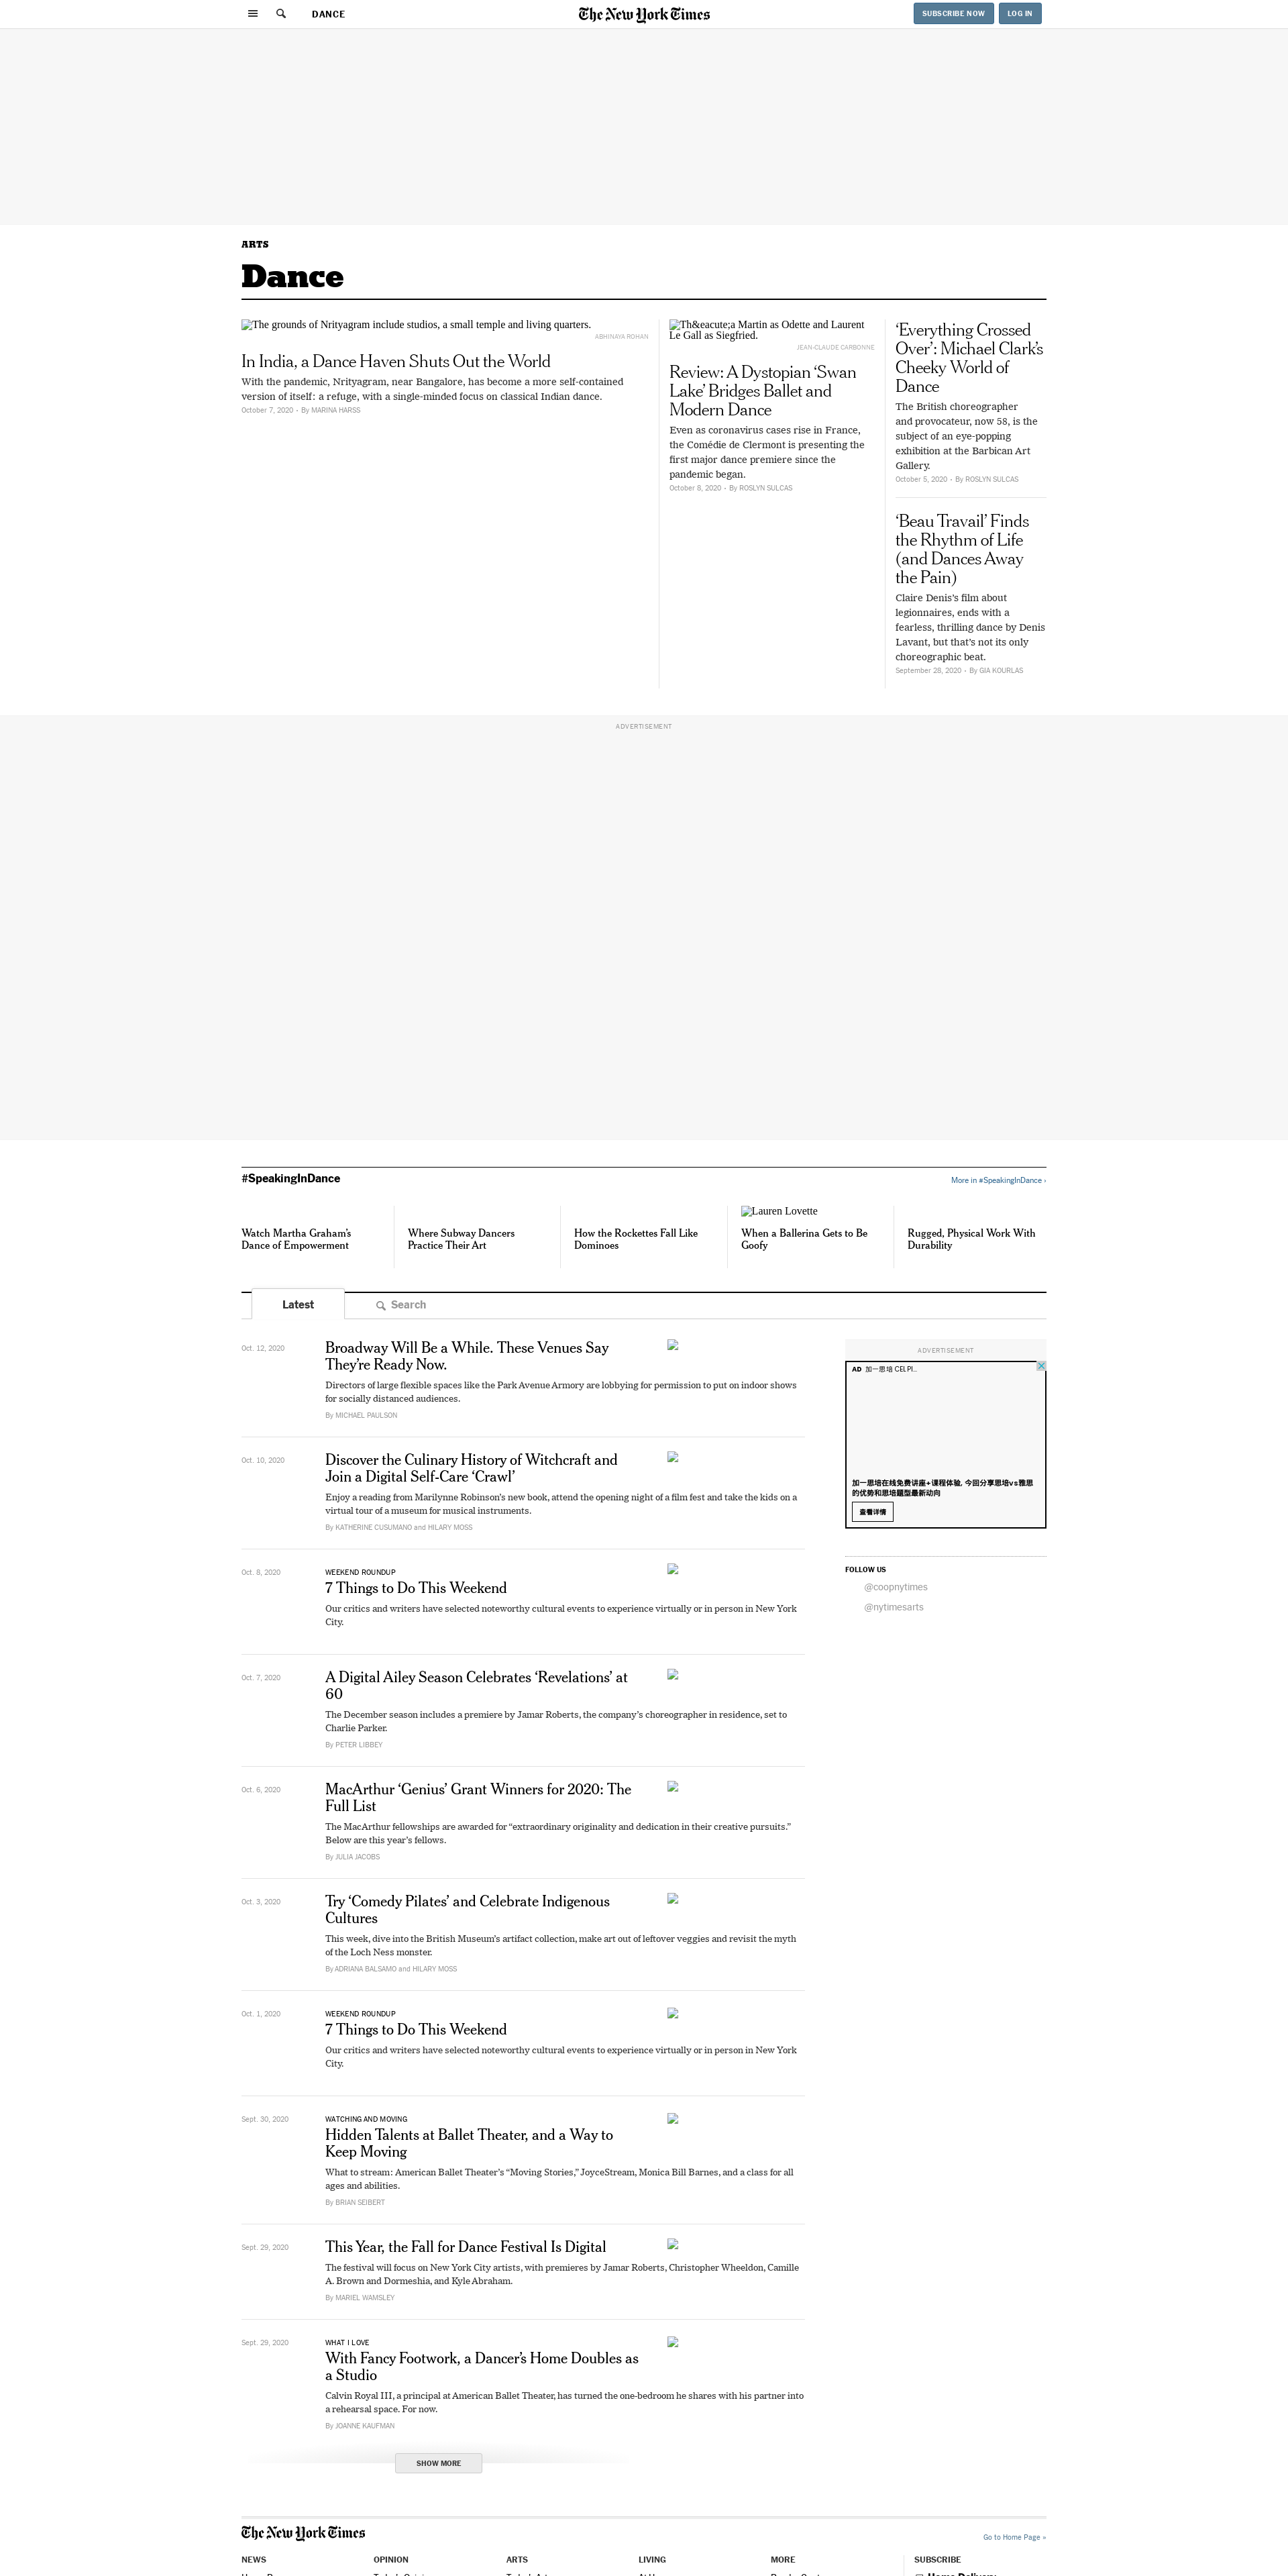 DANCE
The New York Times
SUBSCRIBE NOW
LOG IN
ARTS
Dance
The grounds of Nrityagram include studios, a small temple and living quarters.
ABHINAYA ROHAN
In India, a Dance Haven Shuts Out the World
With the pandemic, Nrityagram, near Bangalore, has become a more self-contained
version of itself: a refuge, with a single-minded focus on classical Indian dance.
October 7, 2020 • By MARINA HARSS
Th&eacute;a Martin as Odette and Laurent
Le Gall as Siegfried.
JEAN-CLAUDE CARBONNE
Review: A Dystopian ‘Swan
Lake’ Bridges Ballet and
Modern Dance
Even as coronavirus cases rise in France,
the Comédie de Clermont is presenting the
first major dance premiere since the
pandemic began.
October 8, 2020 • By ROSLYN SULCAS
‘Everything Crossed
Over’: Michael Clark’s
Cheeky World of
Dance
The British choreographer
and provocateur, now 58, is the
subject of an eye-popping
exhibition at the Barbican Art
Gallery.
October 5, 2020 • By ROSLYN SULCAS
‘Beau Travail’ Finds
the Rhythm of Life
(and Dances Away
the Pain)
Claire Denis’s film about
legionnaires, ends with a
fearless, thrilling dance by Denis
Lavant, but that’s not its only
choreographic beat.
September 28, 2020 • By GIA KOURLAS
ADVERTISEMENT
#SpeakingInDance
More in #SpeakingInDance ›
Watch Martha Graham’s
Dance of Empowerment
Where Subway Dancers
Practice Their Art
How the Rockettes Fall Like
Dominoes
Lauren Lovette
When a Ballerina Gets to Be
Goofy
Rugged, Physical Work With
Durability
Latest
Search
Oct. 12, 2020
Broadway Will Be a While. These Venues Say
They’re Ready Now.
Directors of large flexible spaces like the Park Avenue Armory are lobbying for permission to put on indoor shows
for socially distanced audiences.
By MICHAEL PAULSON
Oct. 10, 2020
Discover the Culinary History of Witchcraft and
Join a Digital Self-Care ‘Crawl’
Enjoy a reading from Marilynne Robinson’s new book, attend the opening night of a film fest and take the kids on a
virtual tour of a museum for musical instruments.
By KATHERINE CUSUMANO and HILARY MOSS
Oct. 8, 2020
WEEKEND ROUNDUP
7 Things to Do This Weekend
Our critics and writers have selected noteworthy cultural events to experience virtually or in person in New York
City.
Oct. 7, 2020
A Digital Ailey Season Celebrates ‘Revelations’ at
60
The December season includes a premiere by Jamar Roberts, the company’s choreographer in residence, set to
Charlie Parker.
By PETER LIBBEY
Oct. 6, 2020
MacArthur ‘Genius’ Grant Winners for 2020: The
Full List
The MacArthur fellowships are awarded for “extraordinary originality and dedication in their creative pursuits.”
Below are this year’s fellows.
By JULIA JACOBS
Oct. 3, 2020
Try ‘Comedy Pilates’ and Celebrate Indigenous
Cultures
This week, dive into the British Museum’s artifact collection, make art out of leftover veggies and revisit the myth
of the Loch Ness monster.
By ADRIANA BALSAMO and HILARY MOSS
Oct. 1, 2020
WEEKEND ROUNDUP
7 Things to Do This Weekend
Our critics and writers have selected noteworthy cultural events to experience virtually or in person in New York
City.
Sept. 30, 2020
WATCHING AND MOVING
Hidden Talents at Ballet Theater, and a Way to
Keep Moving
What to stream: American Ballet Theater’s “Moving Stories,” JoyceStream, Monica Bill Barnes, and a class for all
ages and abilities.
By BRIAN SEIBERT
Sept. 29, 2020
This Year, the Fall for Dance Festival Is Digital
The festival will focus on New York City artists, with premieres by Jamar Roberts, Christopher Wheeldon, Camille
A. Brown and Dormeshia, and Kyle Abraham.
By MARIEL WAMSLEY
Sept. 29, 2020
WHAT I LOVE
With Fancy Footwork, a Dancer’s Home Doubles as
a Studio
Calvin Royal III, a principal at American Ballet Theater, has turned the one-bedroom he shares with his partner into
a rehearsal space. For now.
By JOANNE KAUFMAN
SHOW MORE
ADVERTISEMENT
AD 加一思培 CELPI..
加一思培在线免费讲座+课程体验, 今回分享思培vs雅思
的优势和思培题型最新动向
查看详情
FOLLOW US
@coopnytimes
@nytimesarts
The New York Times
Go to Home Page »
NEWS
OPINION
ARTS
LIVING
MORE
SUBSCRIBE